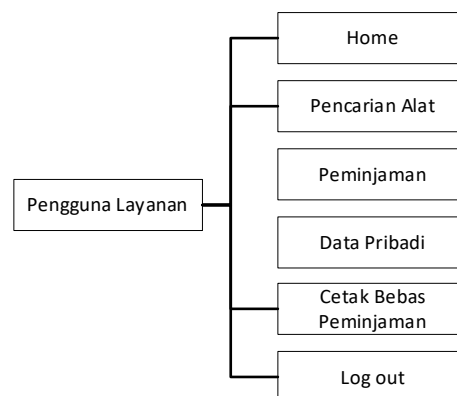 Home
Pencarian Alat
Peminjaman
Pengguna Layanan
Data Pribadi
Cetak Bebas
Peminjaman
Log out